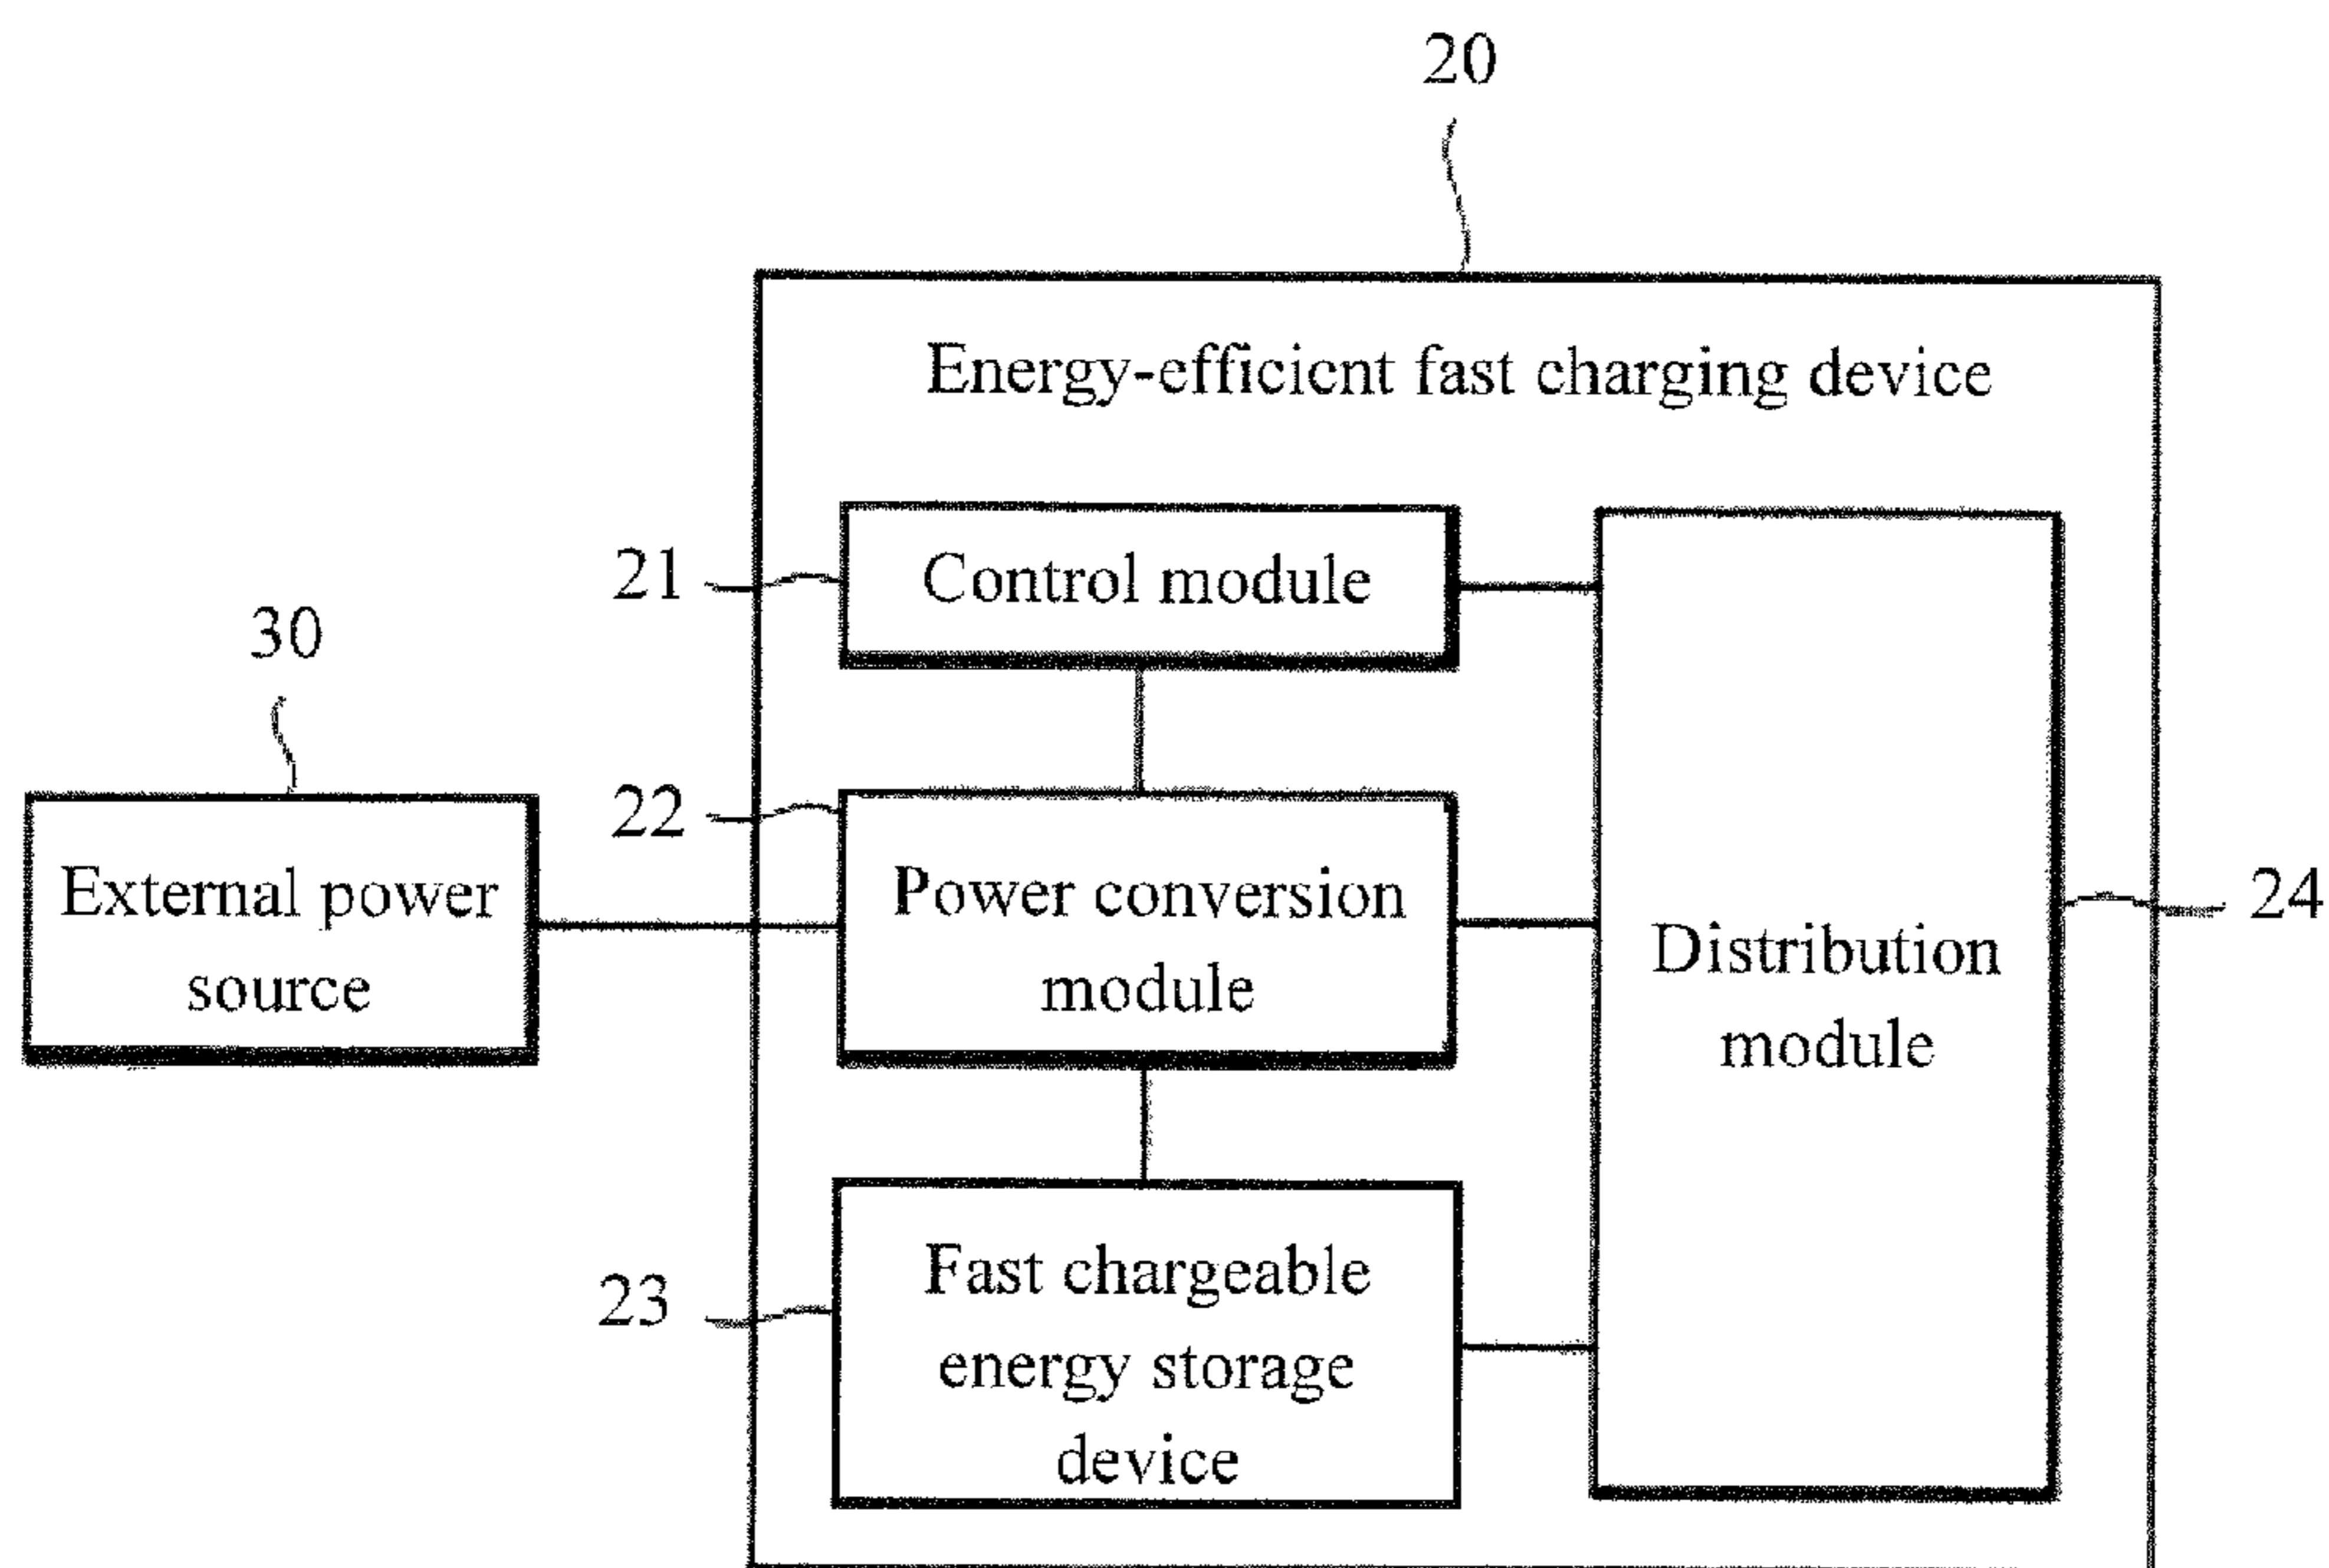 20
Energy-efficient fast charging device
21
Control module
30
22
External power
source
Power conversion
module
24
Distribution
module
23
Fast chargeable
energy storage
device